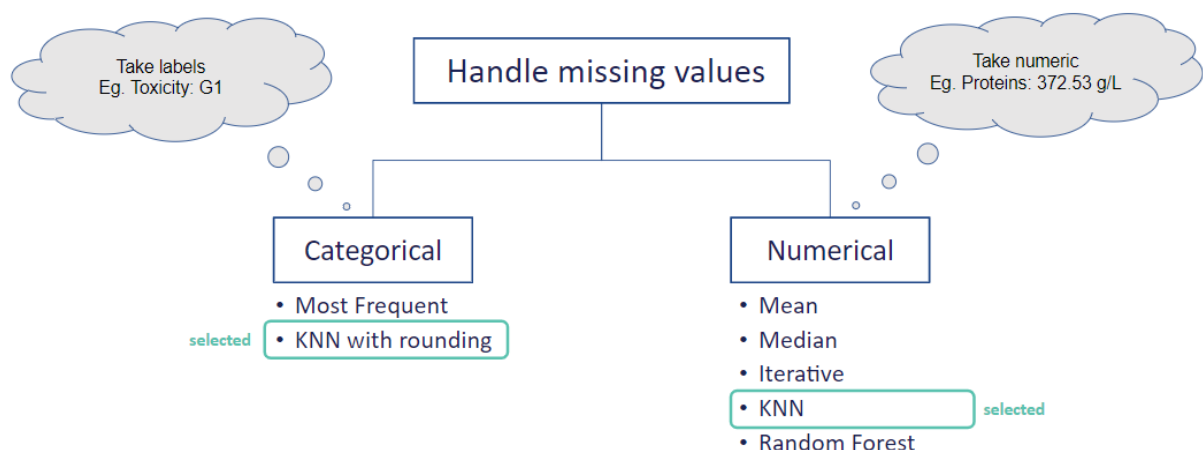 Take labels
Eg. Toxicity: G1
Handle missing values
Take numeric
Eg. Proteins: 372.53 g/L
Categorical
• Most Frequent
selected
• KNN with rounding
Numerical
• Mean
• Median
• Iterative
• KNN
selected
• Random Forest